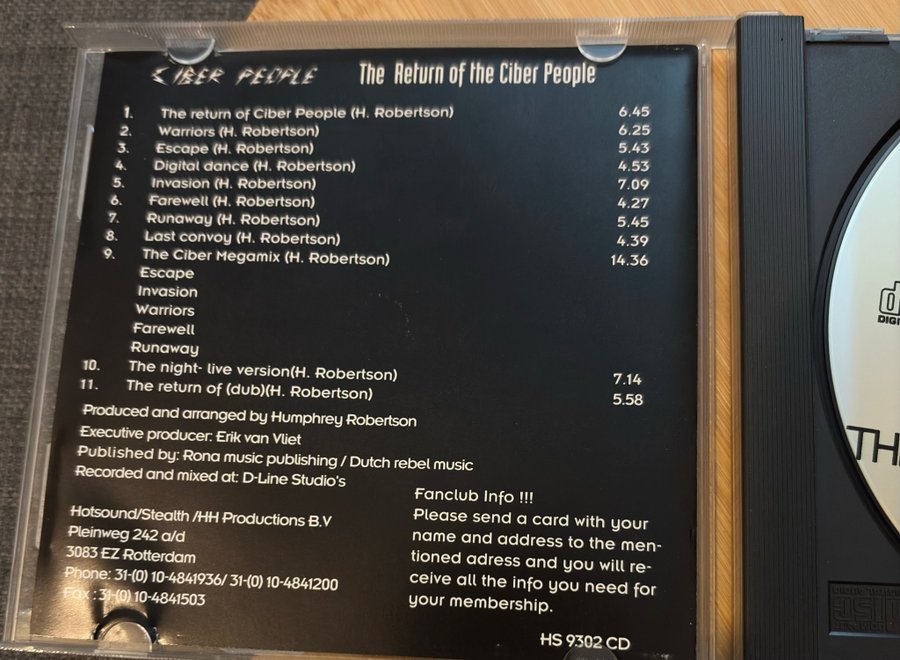 CIBER PEOPLE The Return of the Ciber People
1. The return of Ciber People (H. Robertson) 6.45
2. Warriors (H. Robertson) 6.25
3. Escape (H. Robertson) 5.43
4. Digital dance (H. Robertson) 4.53
5. Invasion (H. Robertson) 7.09
6. Farewell (H. Robertson) 4.27
7. Runaway (H. Robertson) 5.45
8. Last convoy (H. Robertson) 4.39
9. The Ciber Megamix (H. Robertson) 14.36
Escape
Invasion
Warriors
Farewell
Runaway
10. The night- live version(H. Robertson) 7.14
11. The return of (dub)(H. Robertson) 5.58
Produced and arranged by Humphrey Robertson
Executive producer: Erik van Vliet
Published by: Rona music publishing / Dutch rebel music
Recorded and mixed at: D-Line Studio's
Hotsound/Stealth /HH Productions B.V
Pleinweg 242 a/d
3083 EZ Rotterdam
Phone: 31-(0) 10-4841936/ 31-(0) 10-4841200
Fax : 31-(0) 10-4841503
Fanclub Info !!!
Please send a card with your
name and address to the men-
tioned adress and you will re-
ceive all the info you need for
your membership.
HS 9302 CD
TH